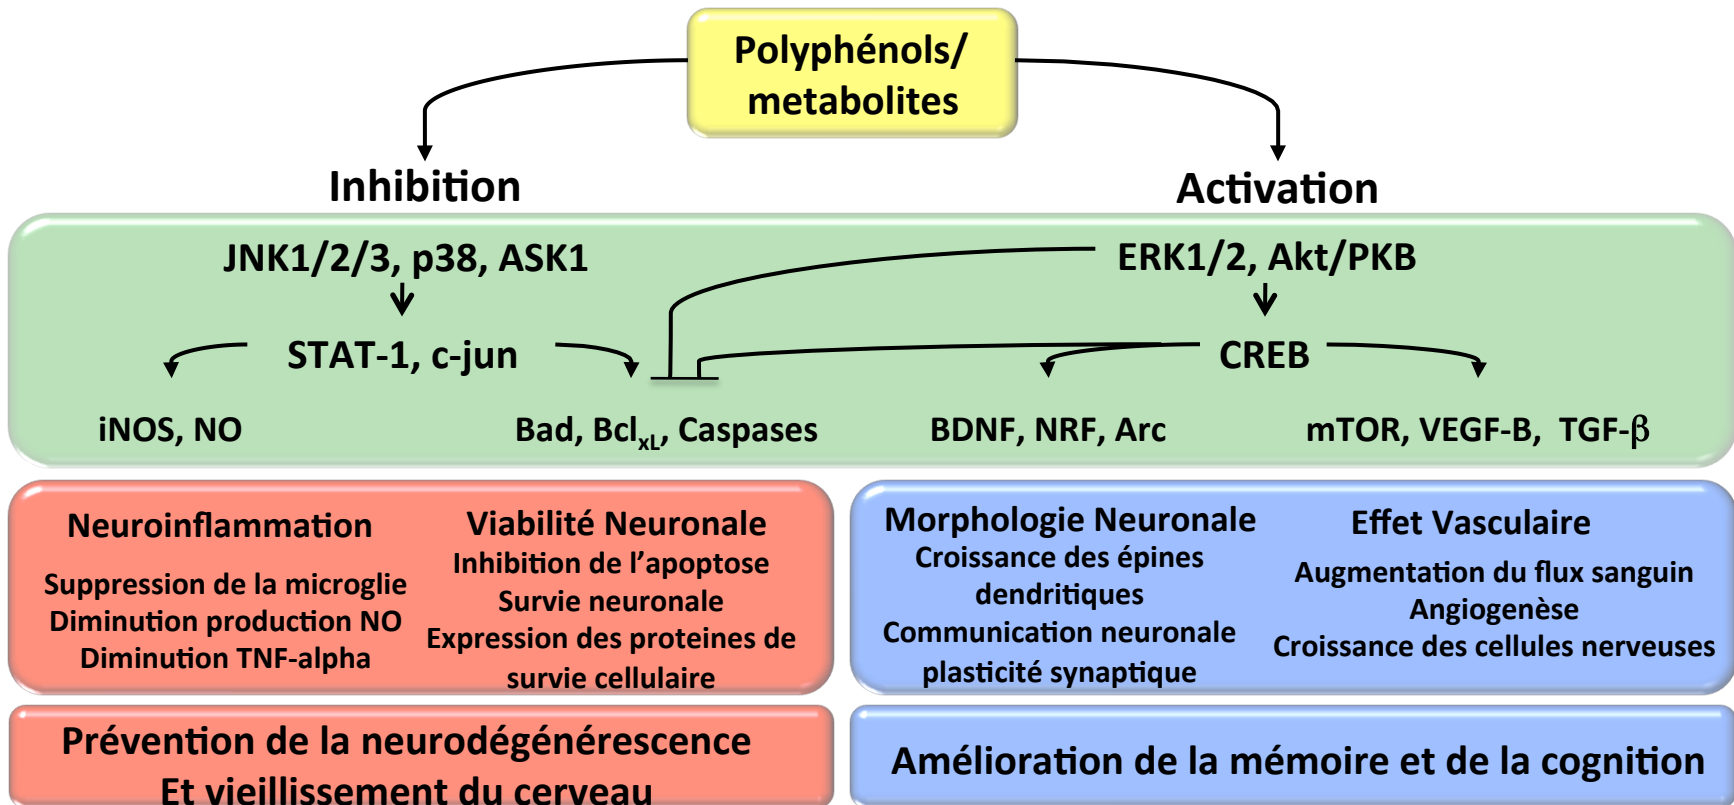 Polyphénols/
metabolites
Inhibition
Activation
JNK1/2/3, p38, ASK1
ERK1/2, Akt/PKB
STAT-1, c-jun
CREB
iNOS, NO
Bad, BclxL, Caspases
BDNF, NRF, Arc
mTOR, VEGF-B, TGF-β
Neuroinflammation
Suppression de la microglie
Diminution production NO
Diminution TNF-alpha
Viabilité Neuronale
Inhibition de l’apoptose
Survie neuronale
Expression des proteines de
survie cellulaire
Morphologie Neuronale
Croissance des épines
dendritiques
Communication neuronale
plasticité synaptique
Effet Vasculaire
Augmentation du flux sanguin
Angiogenèse
Croissance des cellules nerveuses
Prévention de la neurodégénérescence
Et vieillissement du cerveau
Amélioration de la mémoire et de la cognition